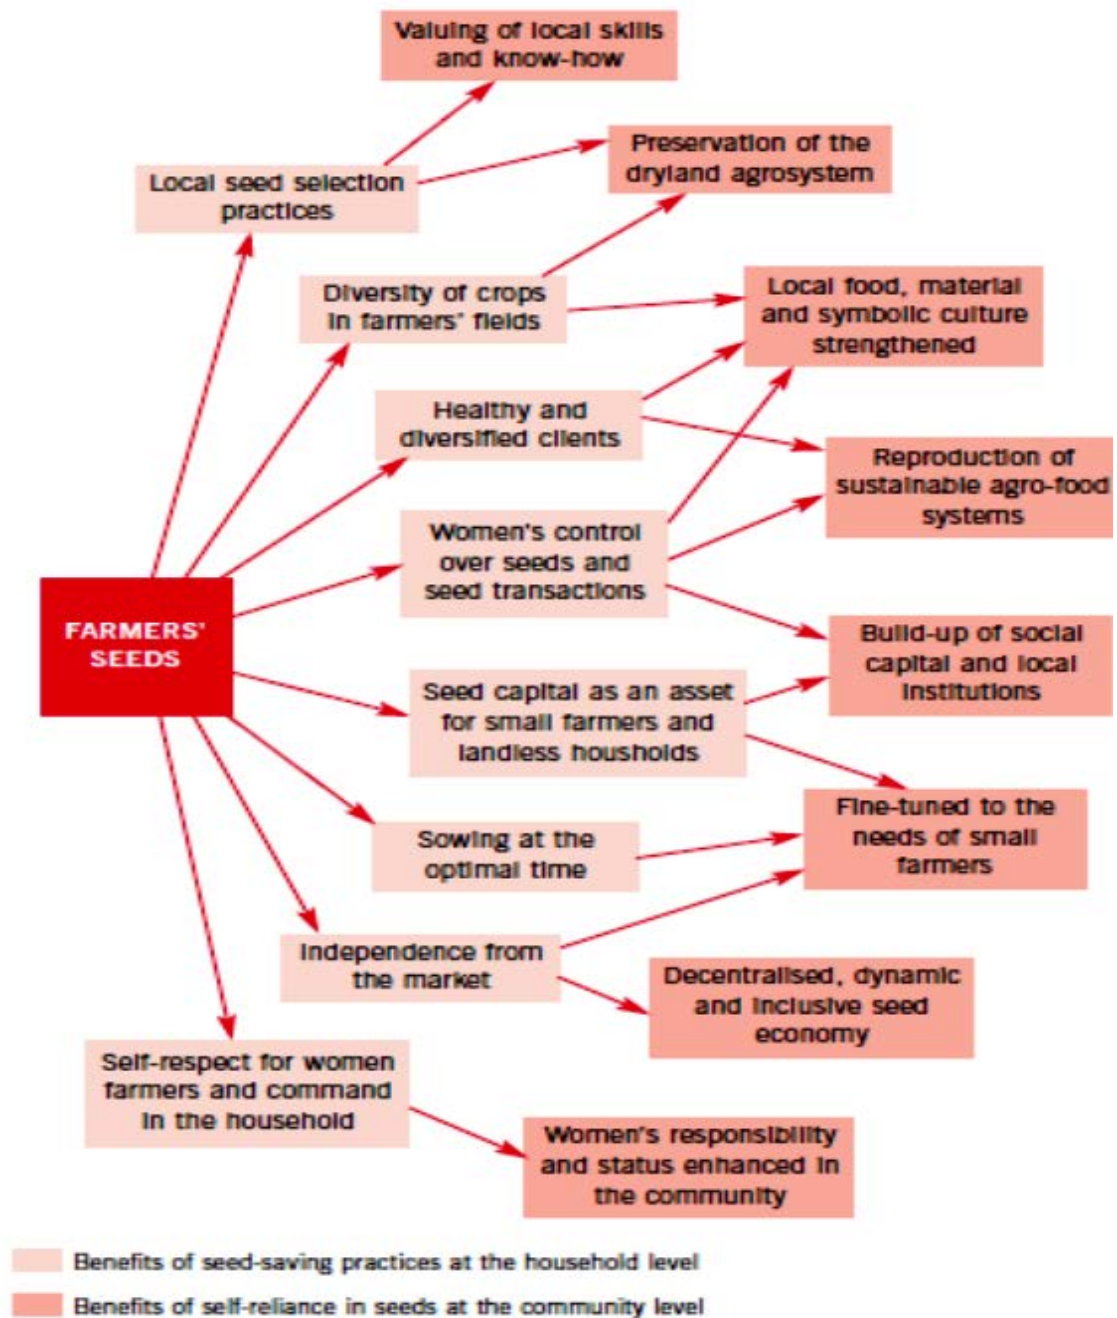 Valuing of local skills
and know-how
Preservation of the
dryland agrosystem
Local seed selection
practices
Diversity of crops
in farmers' fields
Local food, material
and symbolic culture
strengthened
Healthy and
diversified clients
Reproduction of
sustainable agro-food
systems
Women's control
over seeds and
seed transactions
FARMERS'
SEEDS
Build-up of social
capital and local
institutions
Seed capital as an asset
for small farmers and
landless housholds
Fine-tuned to the
needs of small
farmers
Sowing at the
optimal time
Independence from
the market
Decentralised, dynamic
and inclusive seed
economy
Self-respect for women
farmers and command
in the household
Women's responsibility
and status enhanced in
the community
Benefits of seed-saving practices at the household level
Benefits of self-reliance in seeds at the community level